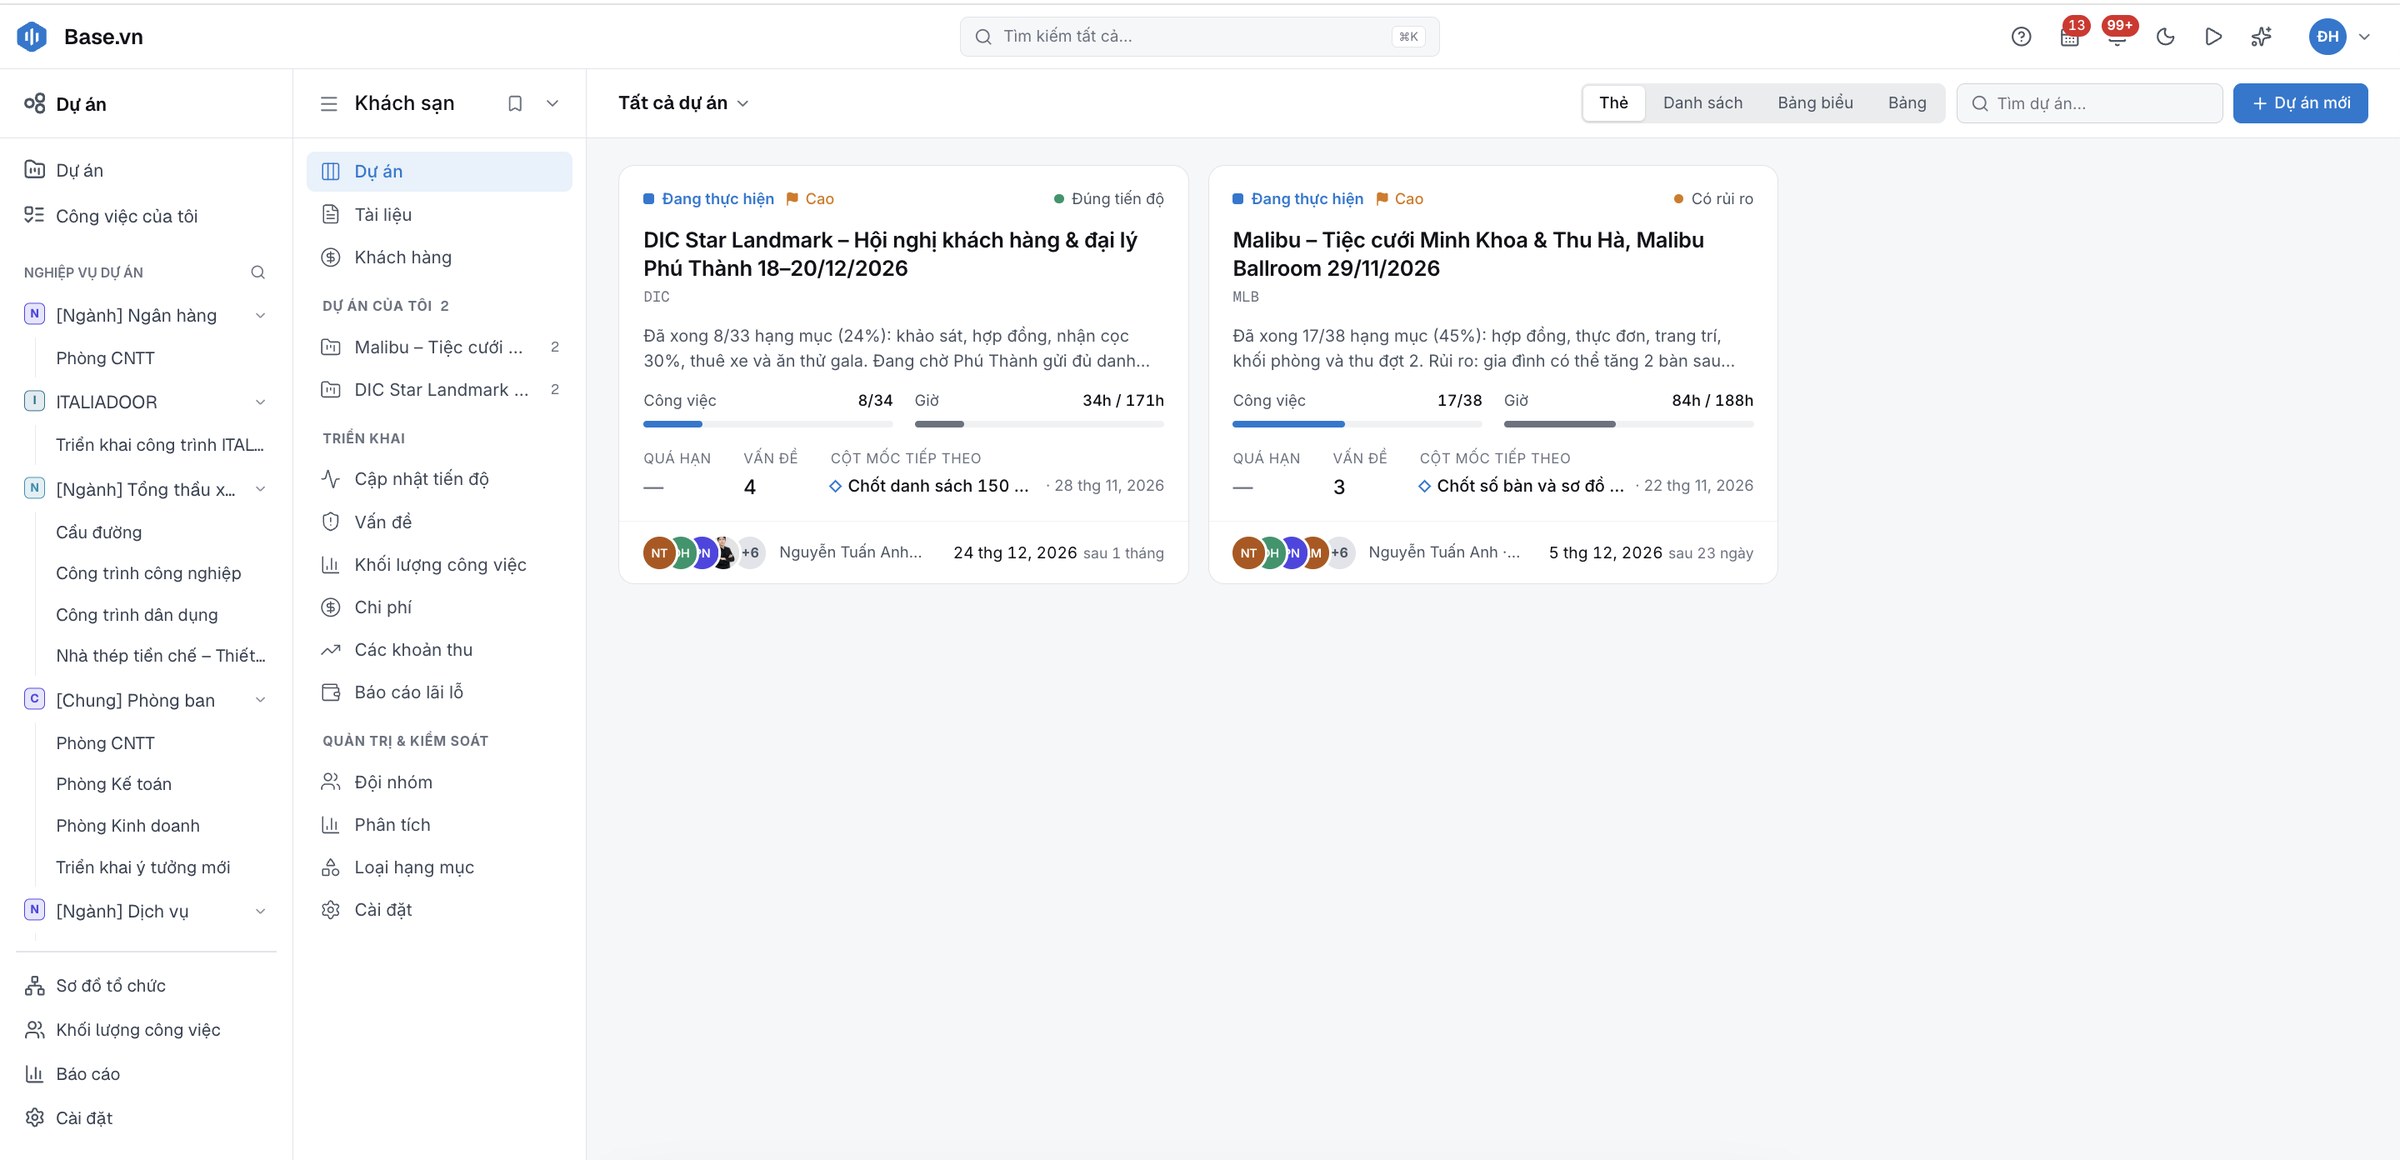 Base.vn
Tìm kiếm tất cả...
⌘K
13
99+
ĐH
Dự án
Dự án
Công việc của tôi
NGHIỆP VỤ DỰ ÁN
N [Ngành] Ngân hàng
Phòng CNTT
I ITALIADOOR
Triển khai công trình ITAL...
N [Ngành] Tổng thầu x...
Cầu đường
Công trình công nghiệp
Công trình dân dụng
Nhà thép tiền chế – Thiết...
C [Chung] Phòng ban
Phòng CNTT
Phòng Kế toán
Phòng Kinh doanh
Triển khai ý tưởng mới
N [Ngành] Dịch vụ
Sơ đồ tổ chức
Khối lượng công việc
Báo cáo
Cài đặt
Khách sạn
Dự án
Tài liệu
Khách hàng
DỰ ÁN CỦA TÔI 2
Malibu – Tiệc cưới ... 2
DIC Star Landmark ... 2
TRIỂN KHAI
Cập nhật tiến độ
Vấn đề
Khối lượng công việc
Chi phí
Các khoản thu
Báo cáo lãi lỗ
QUẢN TRỊ & KIỂM SOÁT
Đội nhóm
Phân tích
Loại hạng mục
Cài đặt
Tất cả dự án
Thẻ
Danh sách
Bảng biểu
Bảng
Tìm dự án...
+ Dự án mới
Đang thực hiện Cao Đúng tiến độ
DIC Star Landmark – Hội nghị khách hàng & đại lý
Phú Thành 18–20/12/2026
DIC
Đã xong 8/33 hạng mục (24%): khảo sát, hợp đồng, nhận cọc
30%, thuê xe và ăn thử gala. Đang chờ Phú Thành gửi đủ danh...
Công việc 8/34 Giờ 34h / 171h
QUÁ HẠN VẤN ĐỀ CỘT MỐC TIẾP THEO
— 4 Chốt danh sách 150 ... · 28 thg 11, 2026
NT ĐH PN +6 Nguyễn Tuấn Anh... 24 thg 12, 2026 sau 1 tháng
Đang thực hiện Cao Có rủi ro
Malibu – Tiệc cưới Minh Khoa & Thu Hà, Malibu
Ballroom 29/11/2026
MLB
Đã xong 17/38 hạng mục (45%): hợp đồng, thực đơn, trang trí,
khối phòng và thu đợt 2. Rủi ro: gia đình có thể tăng 2 bàn sau...
Công việc 17/38 Giờ 84h / 188h
QUÁ HẠN VẤN ĐỀ CỘT MỐC TIẾP THEO
— 3 Chốt số bàn và sơ đồ ... · 22 thg 11, 2026
NT ĐH PN +6 Nguyễn Tuấn Anh ·... 5 thg 12, 2026 sau 23 ngày